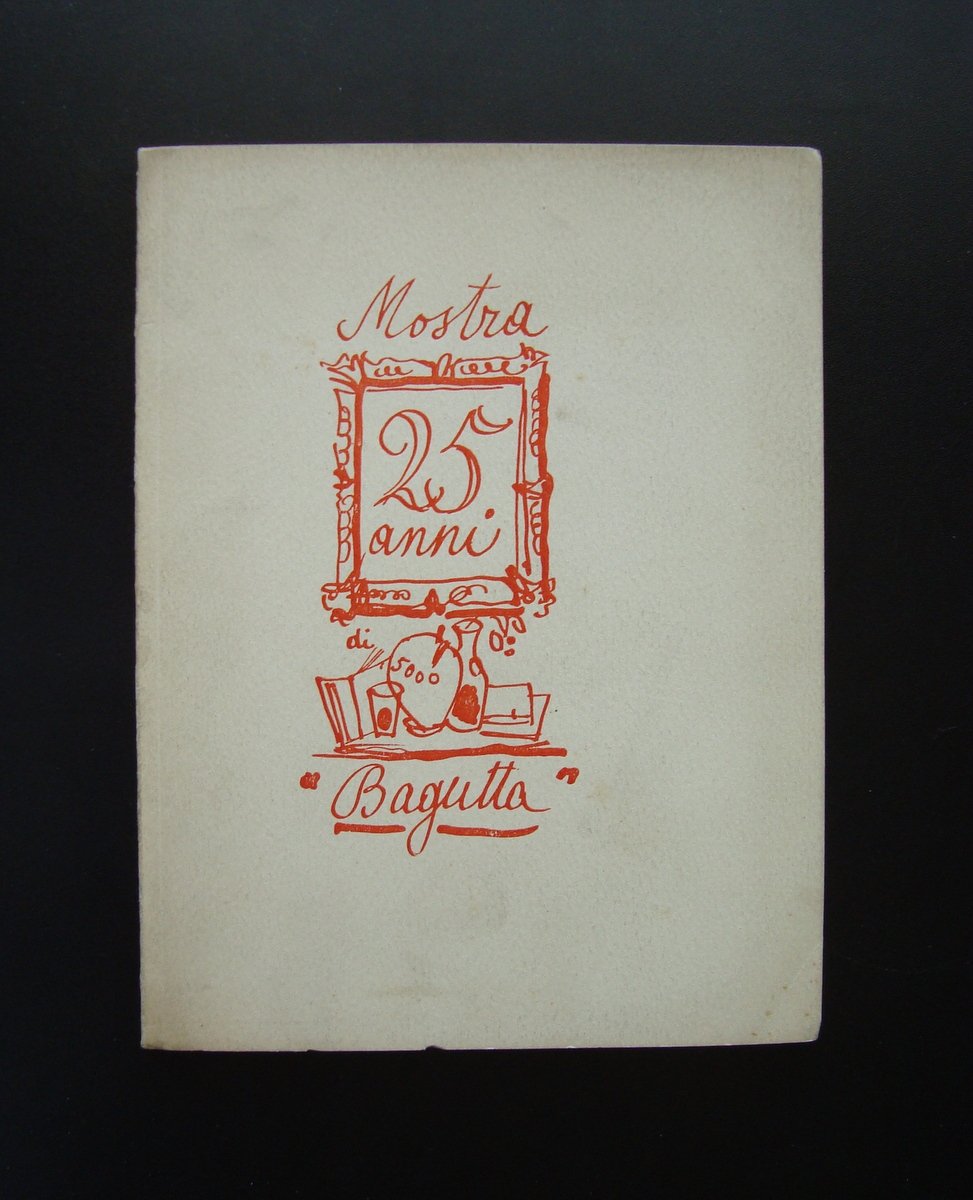 Mostra
25
anni
di
5000
"Bagutta"